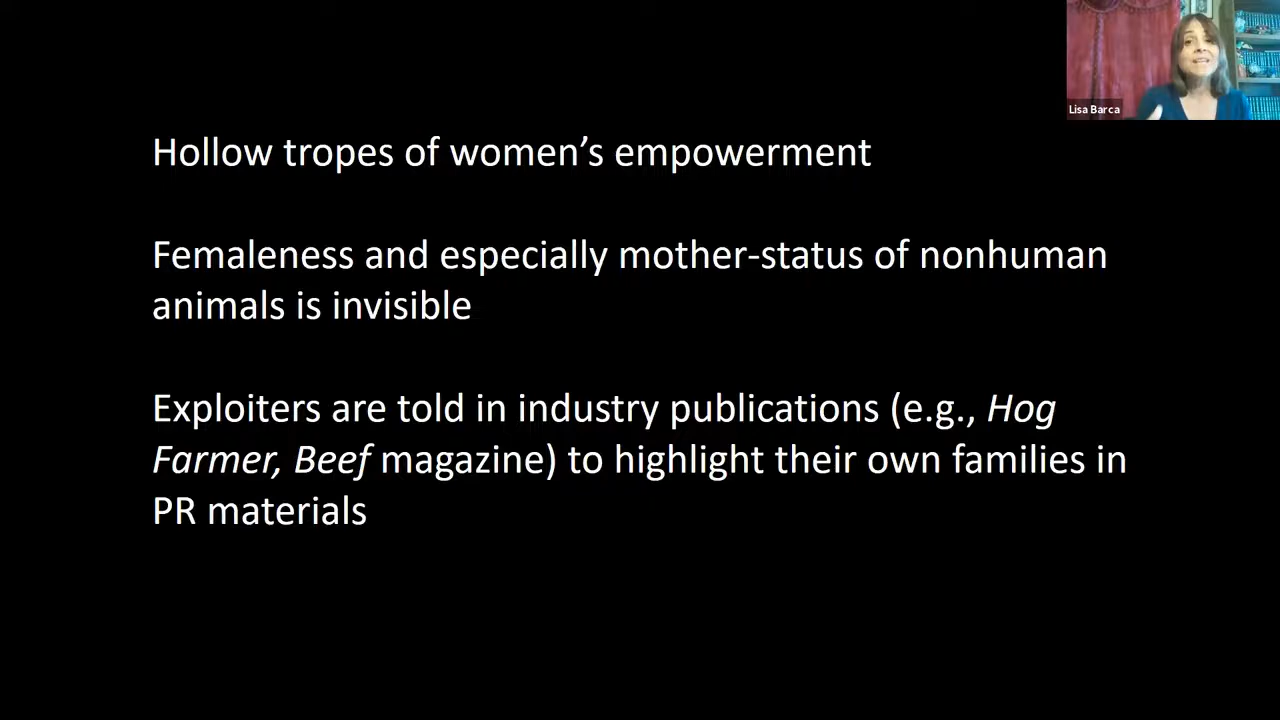 Lisa Barca
Hollow tropes of women’s empowerment
Femaleness and especially mother-status of nonhuman
animals is invisible
Exploiters are told in industry publications (e.g., Hog
Farmer, Beef magazine) to highlight their own families in
PR materials